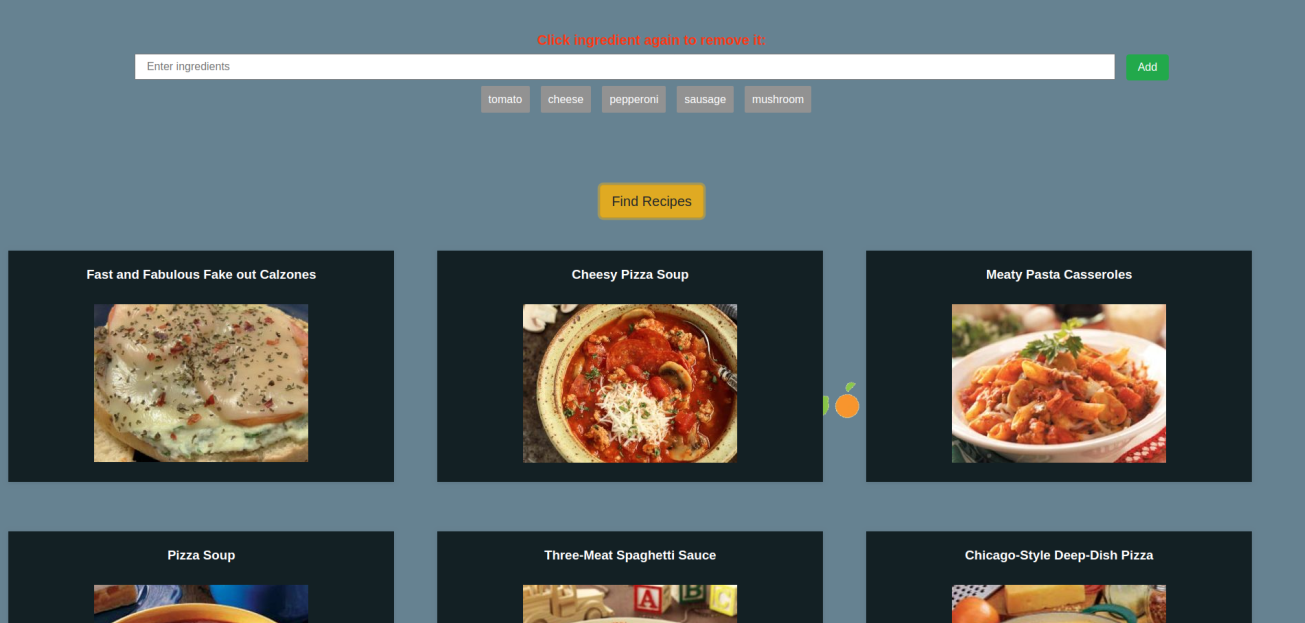 Click ingredient again to remove it:
Enter ingredients Add
tomato cheese pepperoni sausage mushroom
Find Recipes
Fast and Fabulous Fake out Calzones Cheesy Pizza Soup Meaty Pasta Casseroles
Pizza Soup Three-Meat Spaghetti Sauce Chicago-Style Deep-Dish Pizza
A B C